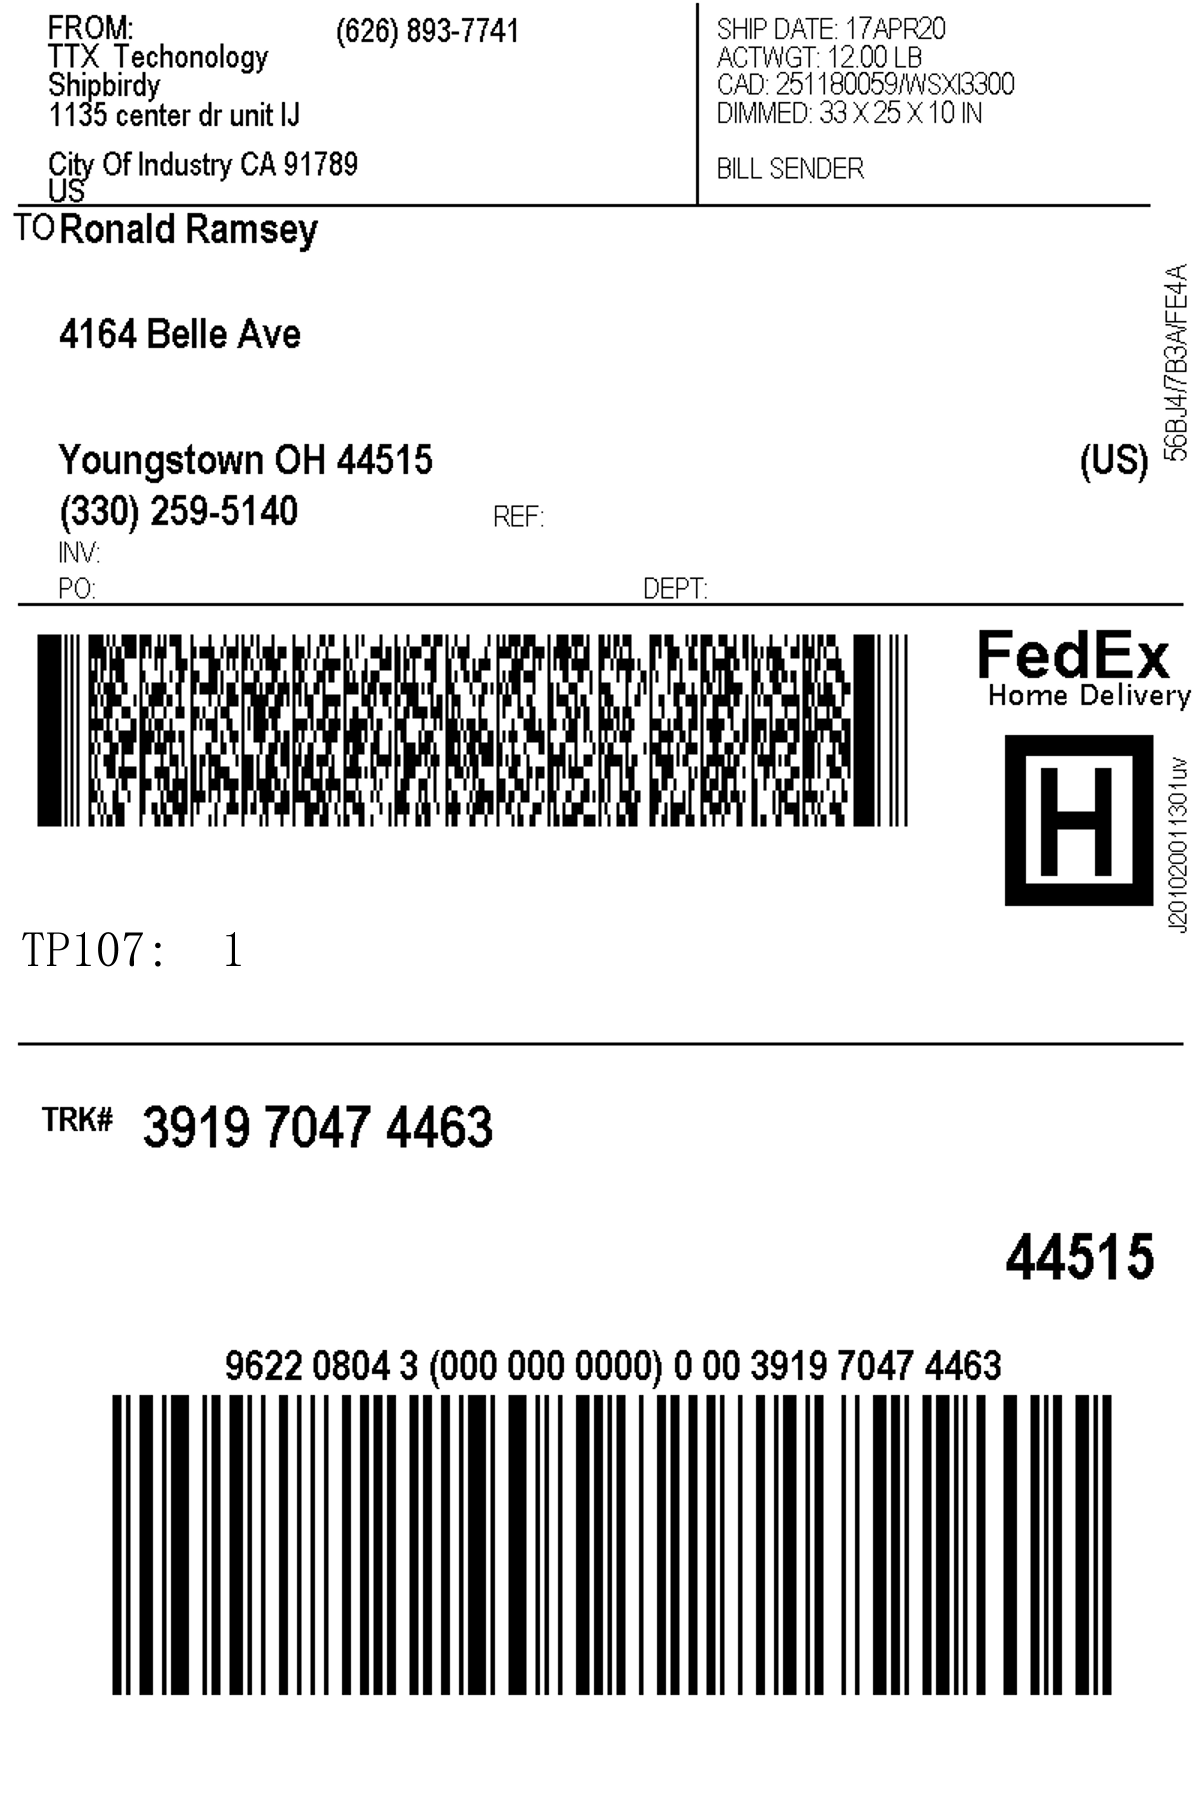 FROM: (626) 893-7741
TTX Techonology
Shipbirdy
1135 center dr unit IJ
City Of Industry CA 91789
US
SHIP DATE: 17APR20
ACTWGT: 12.00 LB
CAD: 251180059/WSXI3300
DIMMED: 33 X 25 X 10 IN
BILL SENDER
TO Ronald Ramsey
4164 Belle Ave
Youngstown OH 44515 (US)
(330) 259-5140 REF:
INV:
PO: DEPT:
56BJ4/7B3A/FE4A
FedEx
Home Delivery
H
J201020011301uv
TP107: 1
TRK# 3919 7047 4463
44515
9622 0804 3 (000 000 0000) 0 00 3919 7047 4463